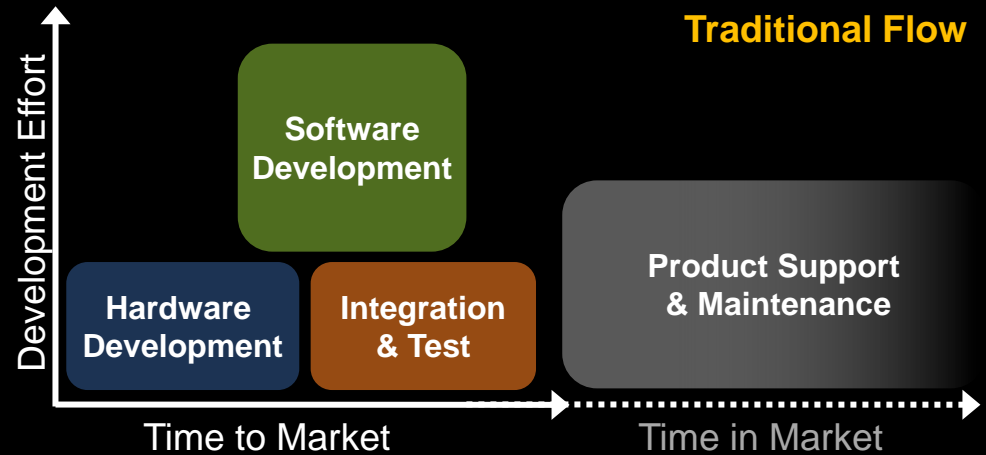 Traditional Flow
Development Effort
Software
Development
Hardware
Development
Integration
& Test
Product Support
& Maintenance
Time to Market
Time in Market